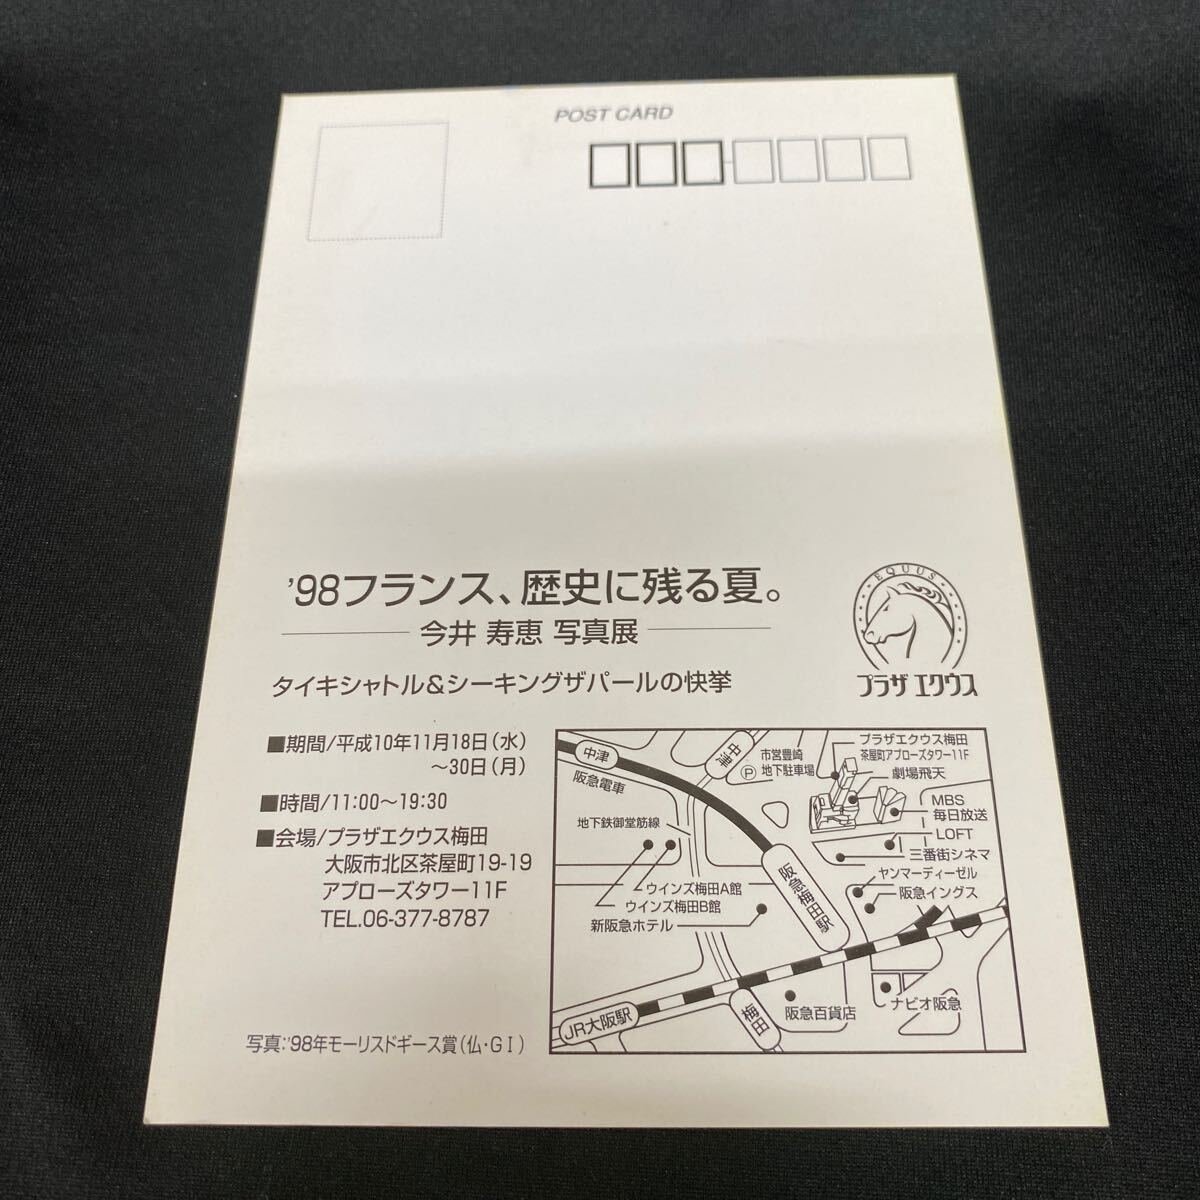 POST CARD
'98フランス、歴史に残る夏。
今井 寿恵 写真展
タイキシャトル&シーキングザパールの快挙
EQUUS
プラザ エクウス
■期間/平成10年11月18日(水)
～30日(月)
■時間/11:00～19:30
■会場/プラザエクウス梅田
大阪市北区茶屋町19-19
アプローズタワー11F
TEL.06-377-8787
写真:'98年モーリスドギース賞(仏・GI)
中津
阪急電車
中津
市営豊崎
地下駐車場
P
プラザエクウス梅田
茶屋町アプローズタワー11F
劇場飛天
MBS
毎日放送
LOFT
三番街シネマ
ヤンマーディーゼル
阪急イングス
地下鉄御堂筋線
ウインズ梅田A館
ウインズ梅田B館
新阪急ホテル
阪急梅田駅
JR大阪駅
梅田
阪急百貨店
ナビオ阪急